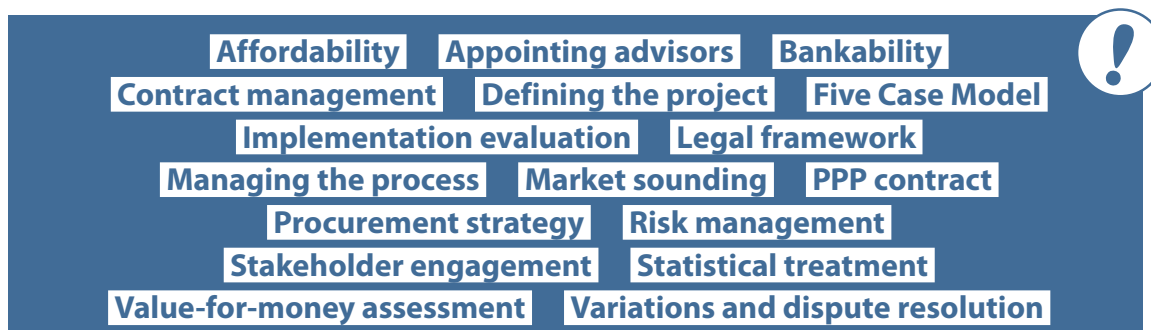 Affordability Appointing advisors Bankability
Contract management Defining the project Five Case Model
Implementation evaluation Legal framework
Managing the process Market sounding PPP contract
Procurement strategy Risk management
Stakeholder engagement Statistical treatment
Value-for-money assessment Variations and dispute resolution
!